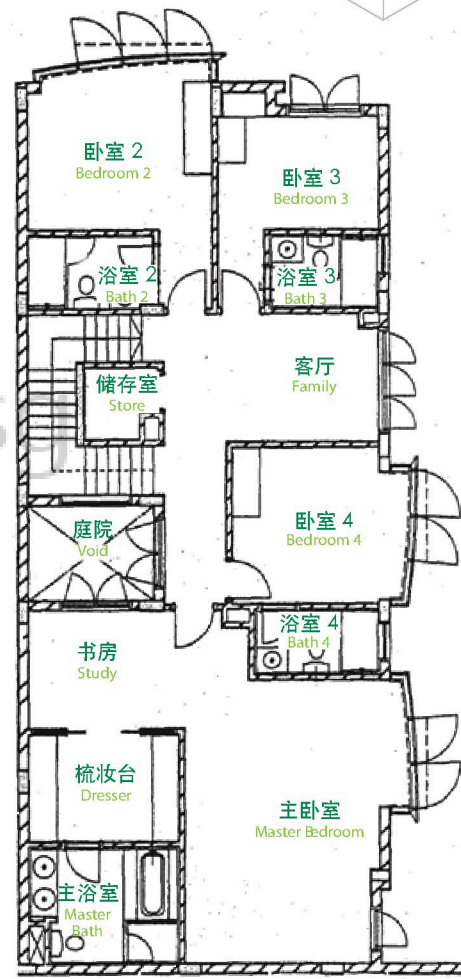 卧室 2
Bedroom 2
卧室 3
Bedroom 3
浴室 2
Bath 2
浴室 3
Bath 3
客厅
Family
储存室
Store
卧室 4
Bedroom 4
庭院
Void
浴室 4
Bath 4
书房
Study
梳妆台
Dresser
主卧室
Master Bedroom
主浴室
Master
Bath